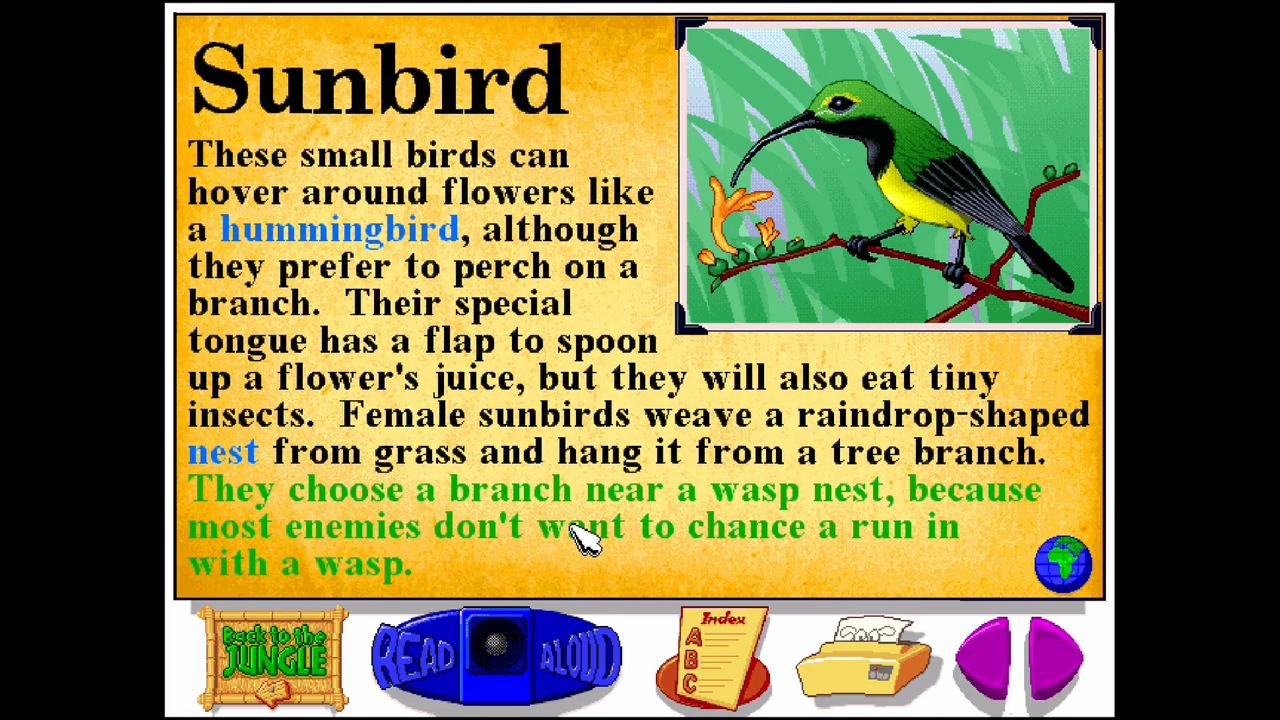 Sunbird
These small birds can
hover around flowers like
a hummingbird, although
they prefer to perch on a
branch.  Their special
tongue has a flap to spoon
up a flower's juice, but they will also eat tiny
insects.  Female sunbirds weave a raindrop-shaped
nest from grass and hang it from a tree branch.
They choose a branch near a wasp nest, because
most enemies don't want to chance a run in
with a wasp.
Back to the
JUNGLE
READ ALOUD
Index
A
B
C